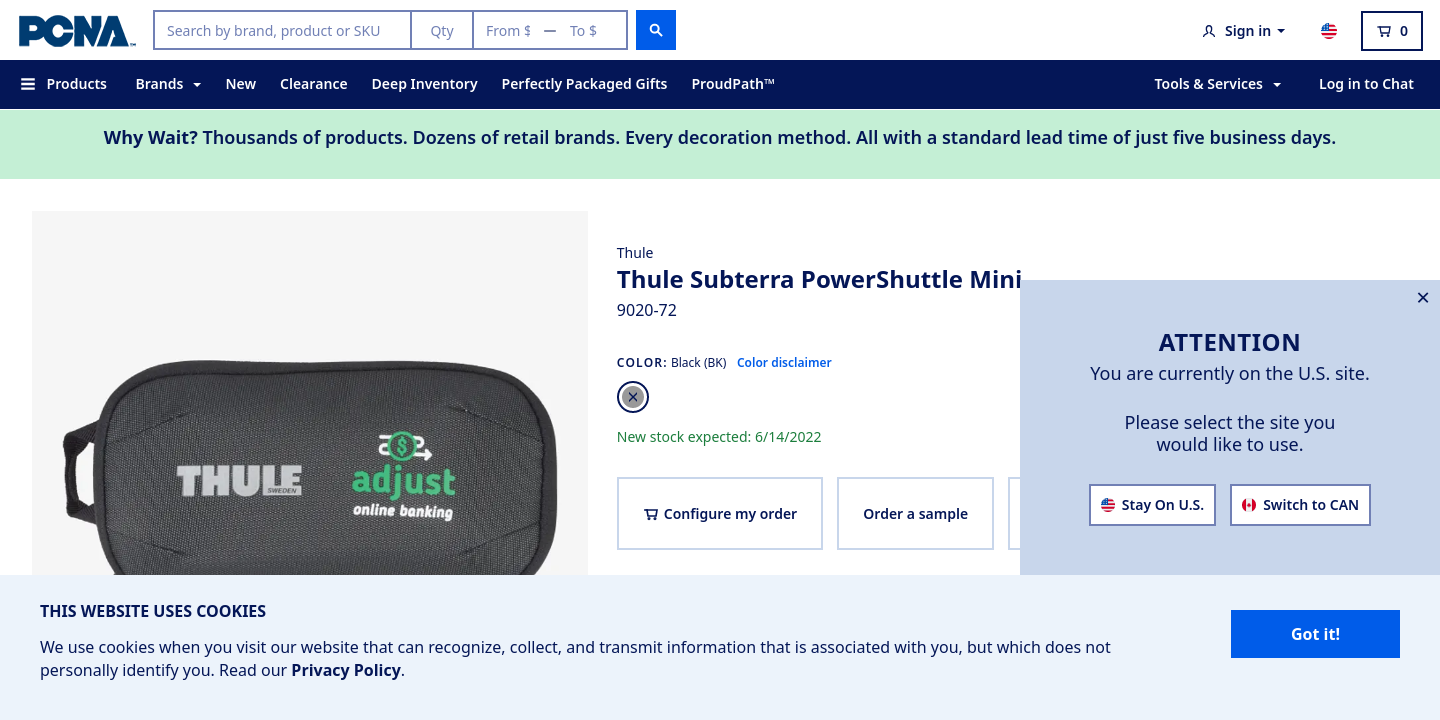 PCNA
Search by brand, product or SKU
Qty
From $ — To $
Sign in
0
Products
Brands
New
Clearance
Deep Inventory
Perfectly Packaged Gifts
ProudPath™
Tools & Services
Log in to Chat
Why Wait? Thousands of products. Dozens of retail brands. Every decoration method. All with a standard lead time of just five business days.
THULE
SWEDEN
adjust
online banking
Thule
Thule Subterra PowerShuttle Mini
9020-72
COLOR: Black (BK) Color disclaimer
New stock expected: 6/14/2022
Configure my order
Order a sample
ATTENTION
You are currently on the U.S. site.
Please select the site you
would like to use.
Stay On U.S.
Switch to CAN
THIS WEBSITE USES COOKIES
We use cookies when you visit our website that can recognize, collect, and transmit information that is associated with you, but which does not
personally identify you. Read our Privacy Policy.
Got it!